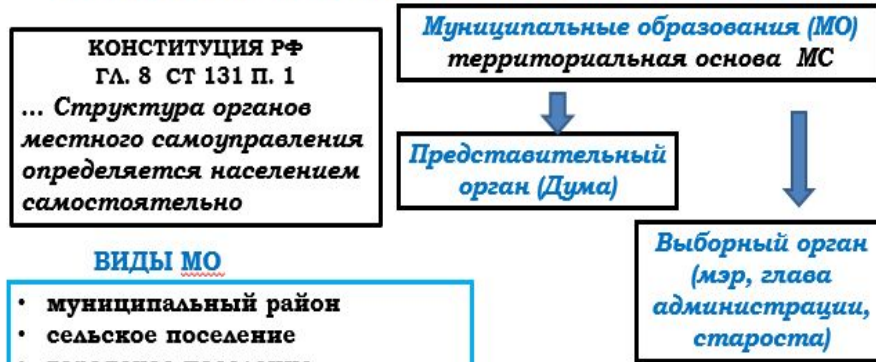 КОНСТИТУЦИЯ РФ
ГЛ. 8 СТ 131 П. 1
... Структура органов
местного самоуправления
определяется населением
самостоятельно
Муниципальные образования (МО)
территориальная основа МС
Представительный
орган (Дума)
Выборный орган
(мэр, глава
администрации,
староста)
ВИДЫ МО
• муниципальный район
• сельское поселение